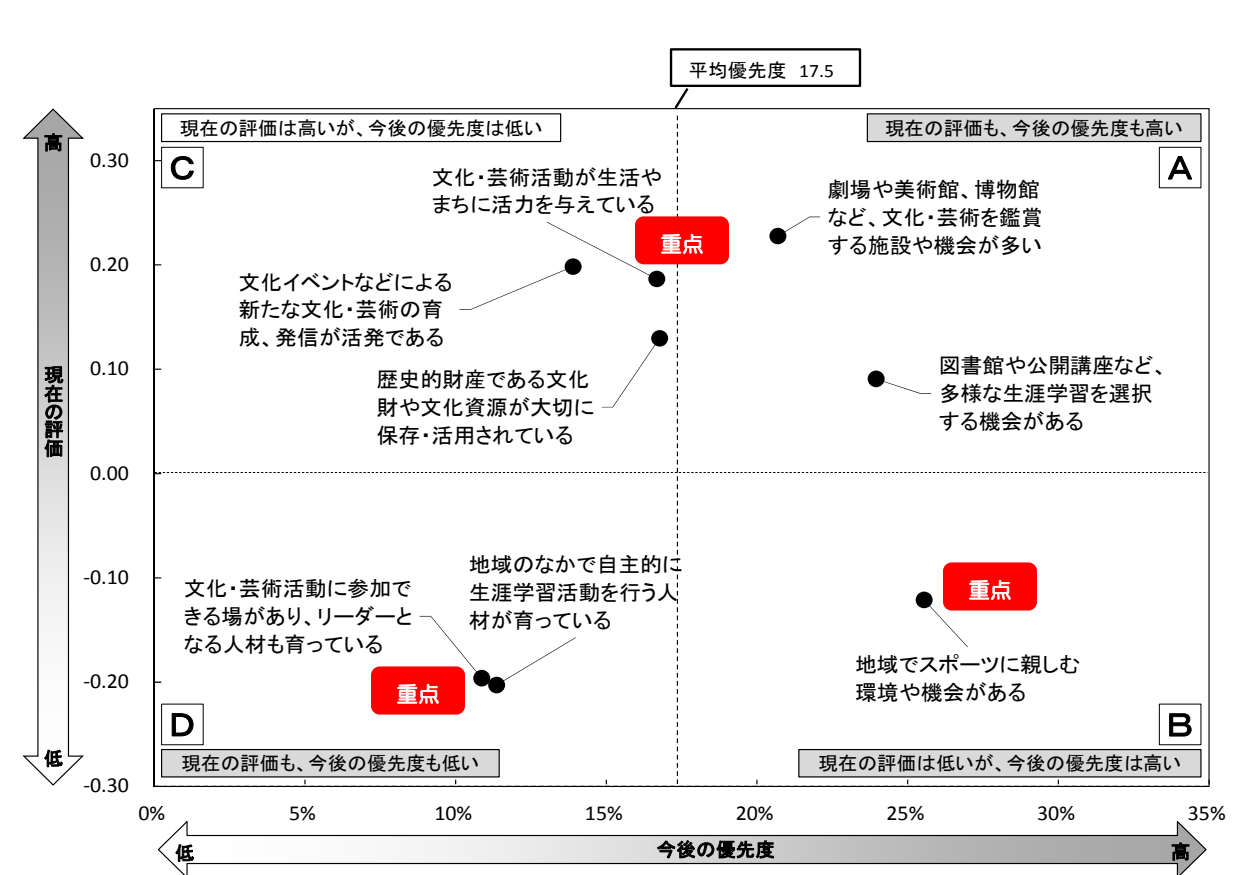 平均優先度 17.5
現在の評価は高いが、今後の優先度は低い
現在の評価も、今後の優先度も高い
高
C
A
0.30
文化・芸術活動が生活や
まちに活力を与えている
劇場や美術館、博物館
など、文化・芸術を鑑賞
する施設や機会が多い
重点
0.20
文化イベントなどによる
新たな文化・芸術の育
成、発信が活発である
歴史的財産である文化
財や文化資源が大切に
保存・活用されている
図書館や公開講座など、
多様な生涯学習を選択
する機会がある
0.10
現在の評価
0.00
-0.10
地域のなかで自主的に
生涯学習活動を行う人
材が育っている
文化・芸術活動に参加で
きる場があり、リーダーと
なる人材も育っている
重点
地域でスポーツに親しむ
環境や機会がある
重点
-0.20
D
B
現在の評価も、今後の優先度も低い
現在の評価は低いが、今後の優先度は高い
低
-0.30
0%
5%
10%
15%
20%
25%
30%
35%
低
今後の優先度
高